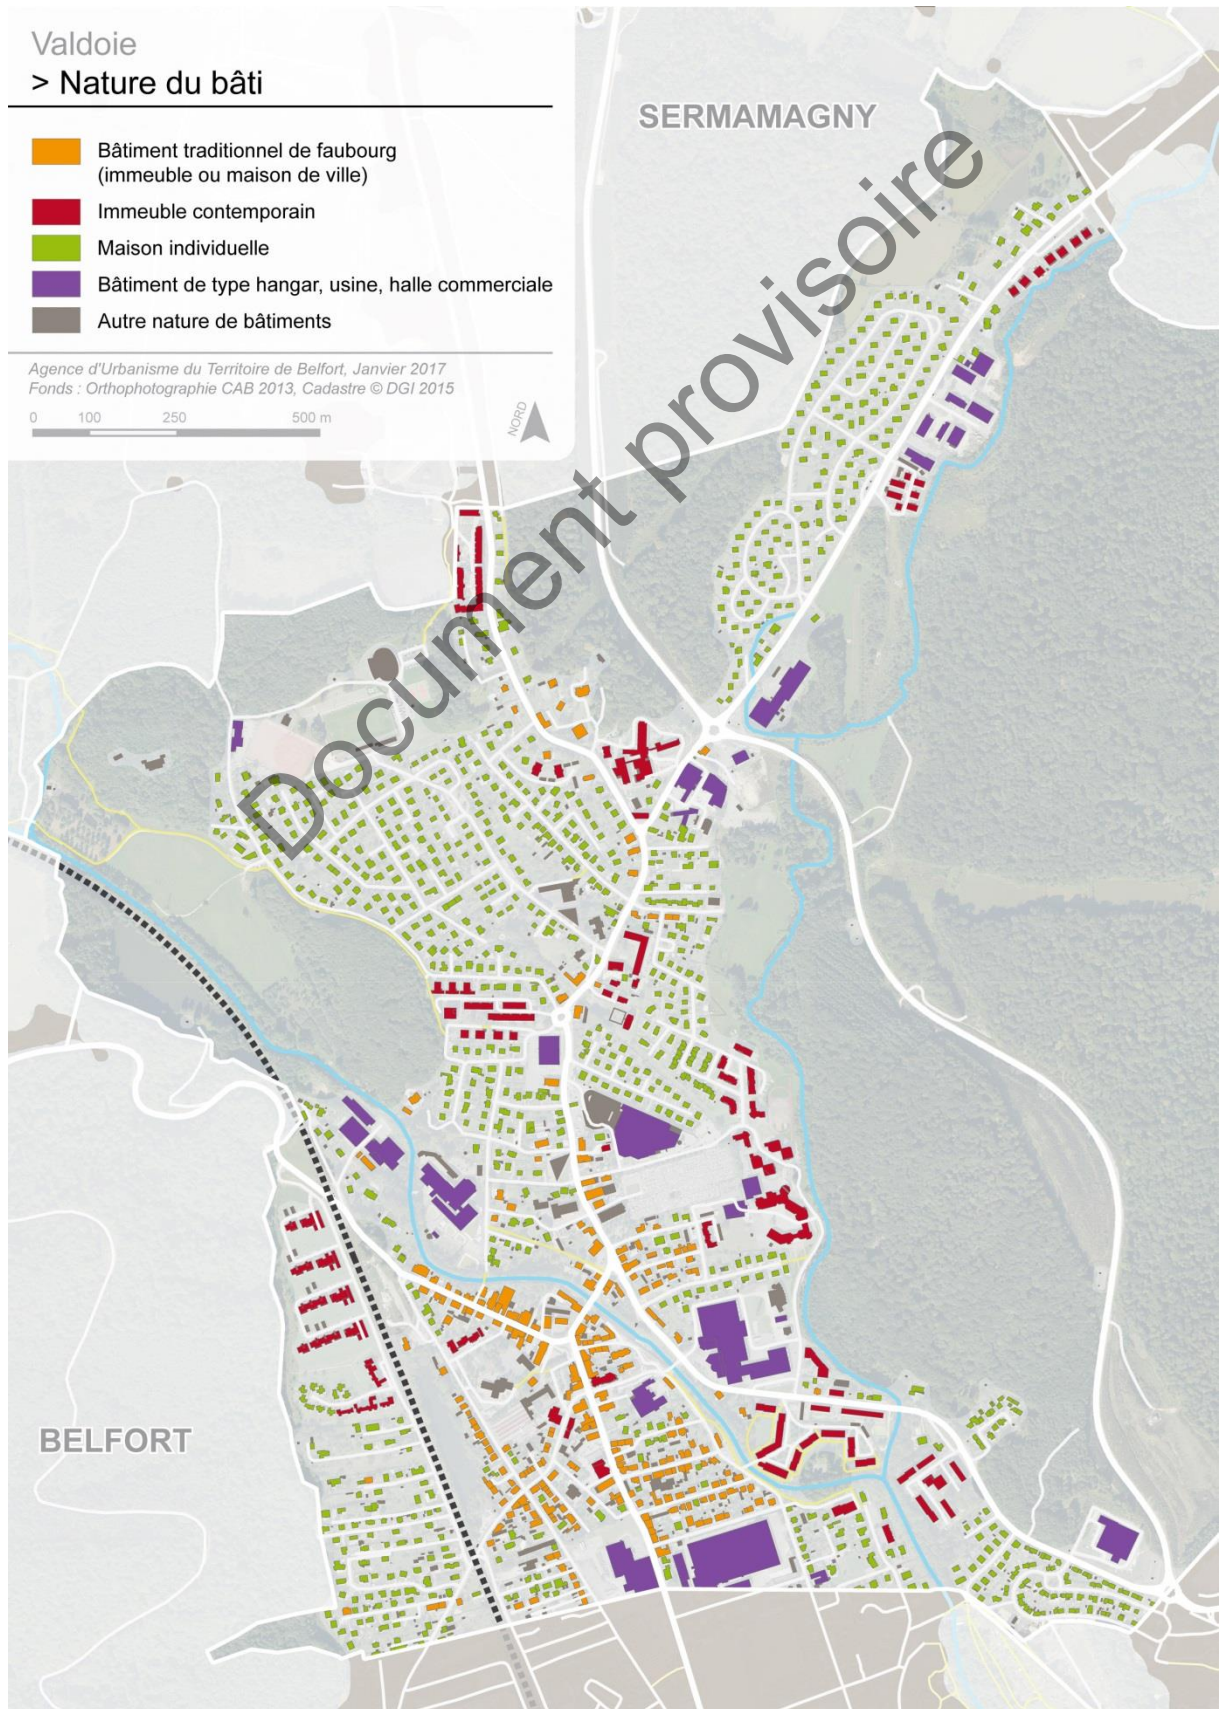 Valdoie
> Nature du bâti
Bâtiment traditionnel de faubourg
(immeuble ou maison de ville)
Immeuble contemporain
Maison individuelle
Bâtiment de type hangar, usine, halle commerciale
Autre nature de bâtiments
Agence d'Urbanisme du Territoire de Belfort, Janvier 2017
Fonds : Orthophotographie CAB 2013, Cadastre © DGI 2015
0 100 250 500 m
NORD
SERMAMAGNY
Document provisoire
BELFORT